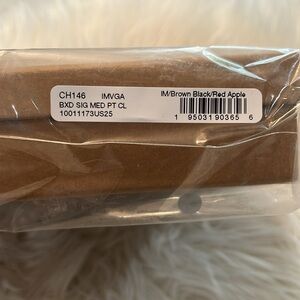 CH146 IMVGA IM/Brown Black/Red Apple
BXD SIG MED PT CL
10011173US25
1 95031 90365 6